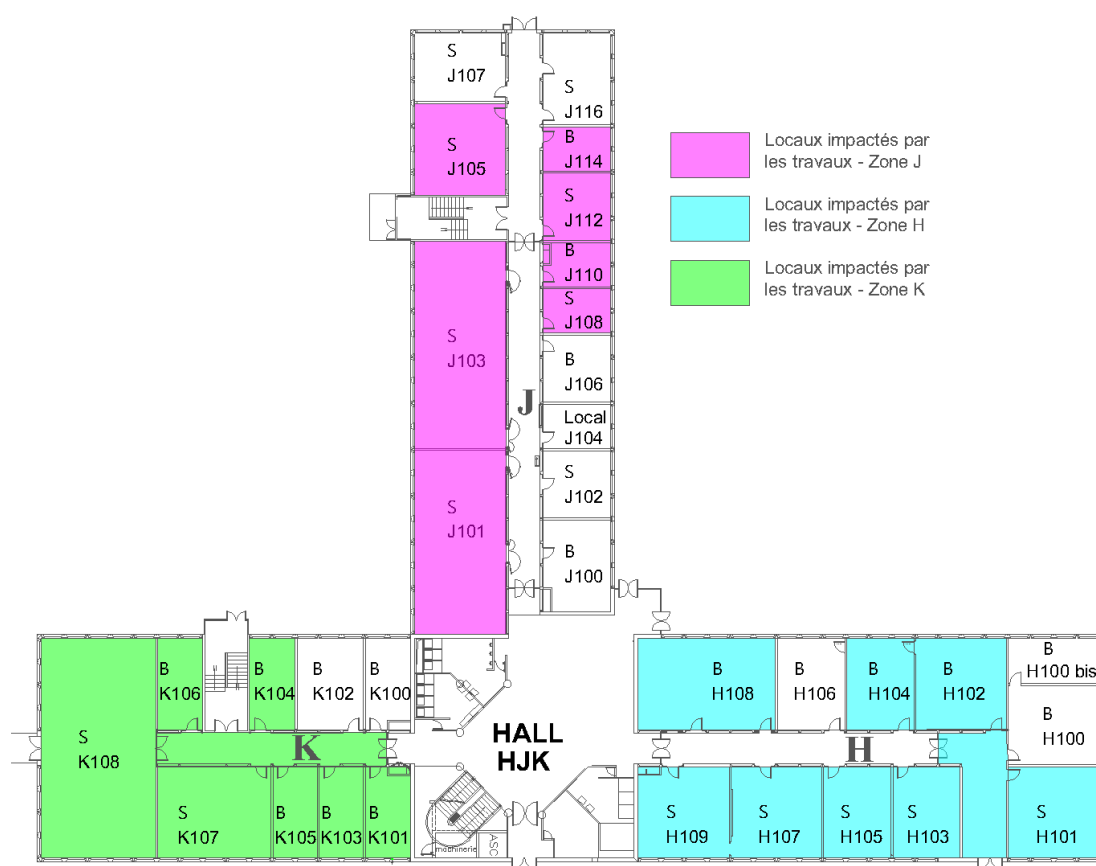 S
J107
S
J116
S
J105
B
J114
S
J112
B
J110
S
J108
S
J103
B
J106
J
Local
J104
S
J102
S
J101
B
J100
Locaux impactés par
les travaux - Zone J
Locaux impactés par
les travaux - Zone H
Locaux impactés par
les travaux - Zone K
B
K106
B
K104
B
K102
B
K100
S
K108
K
S
K107
B
K105
B
K103
B
K101
HALL
HJK
machinerie
ASC
B
H108
B
H106
B
H104
B
H102
B
H100 bis
B
H100
H
S
H109
S
H107
S
H105
S
H103
S
H101